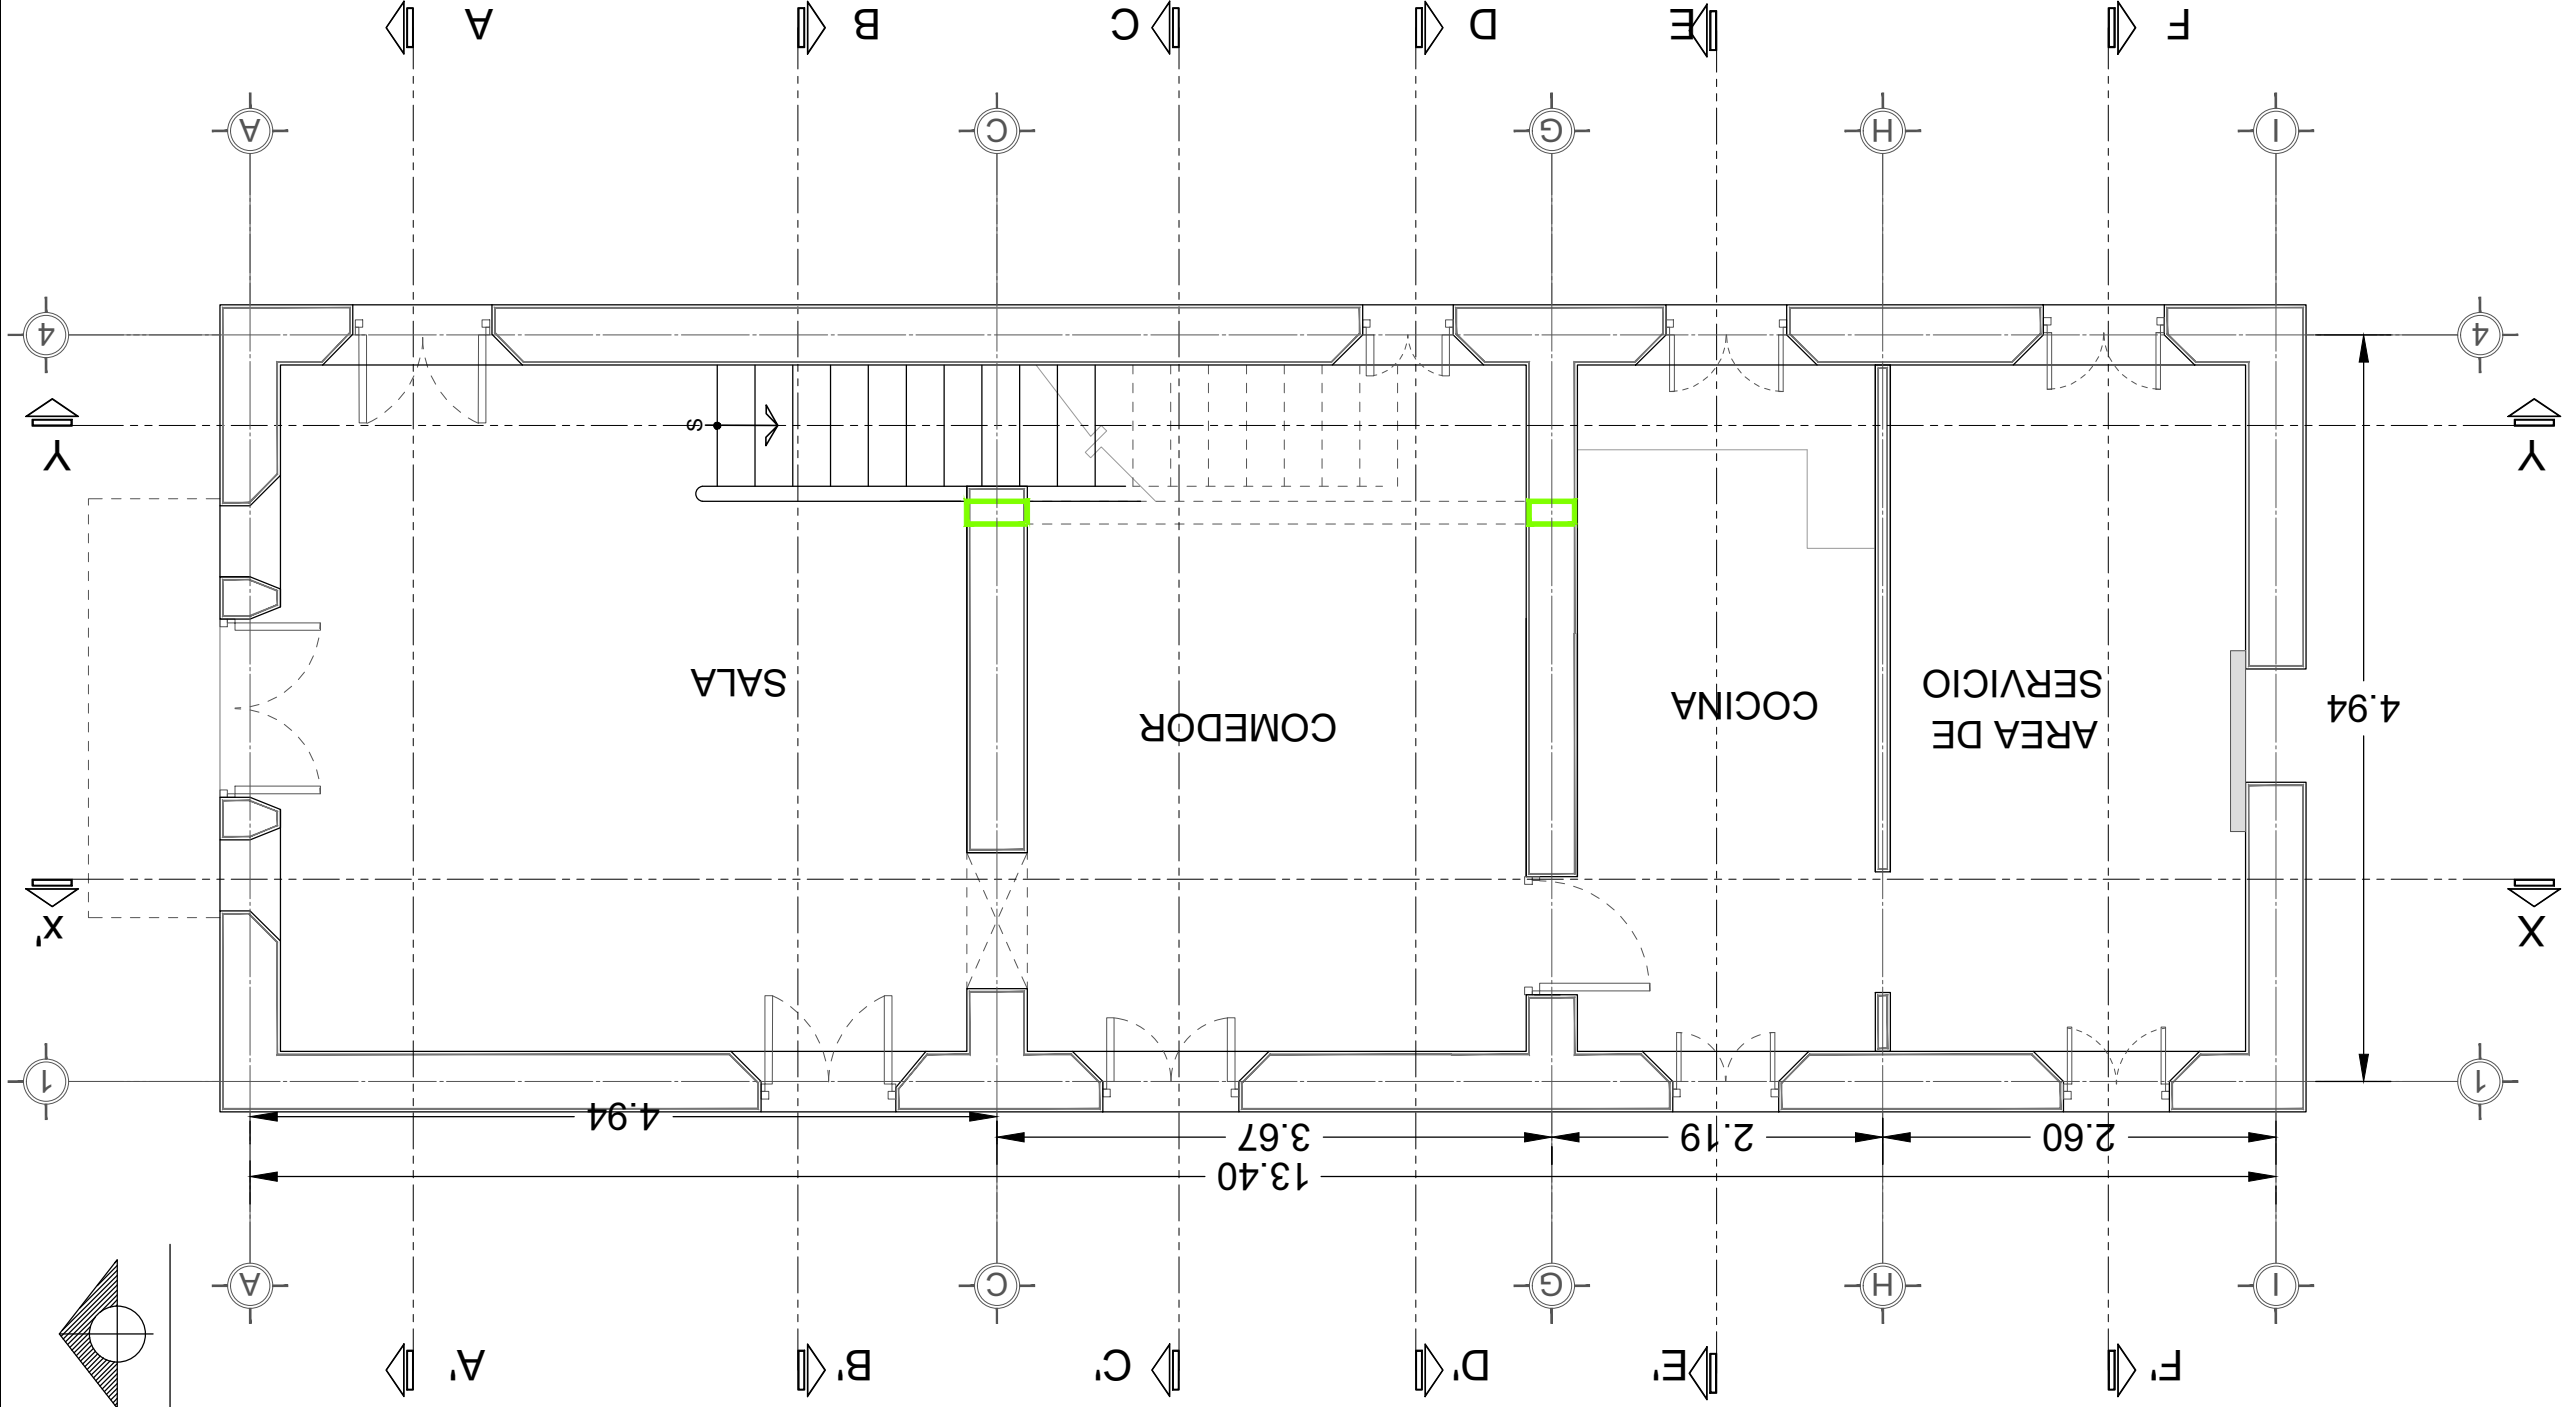 F'
E'
D'
C'
B'
A'
I
H
G
C
A
13.40
2.60
2.19
3.67
4.94
1
1
X
x'
AREA DE
SERVICIO
COCINA
COMEDOR
SALA
4.94
Y
Y
S
4
4
I
H
G
C
A
F
E
D
C
B
A